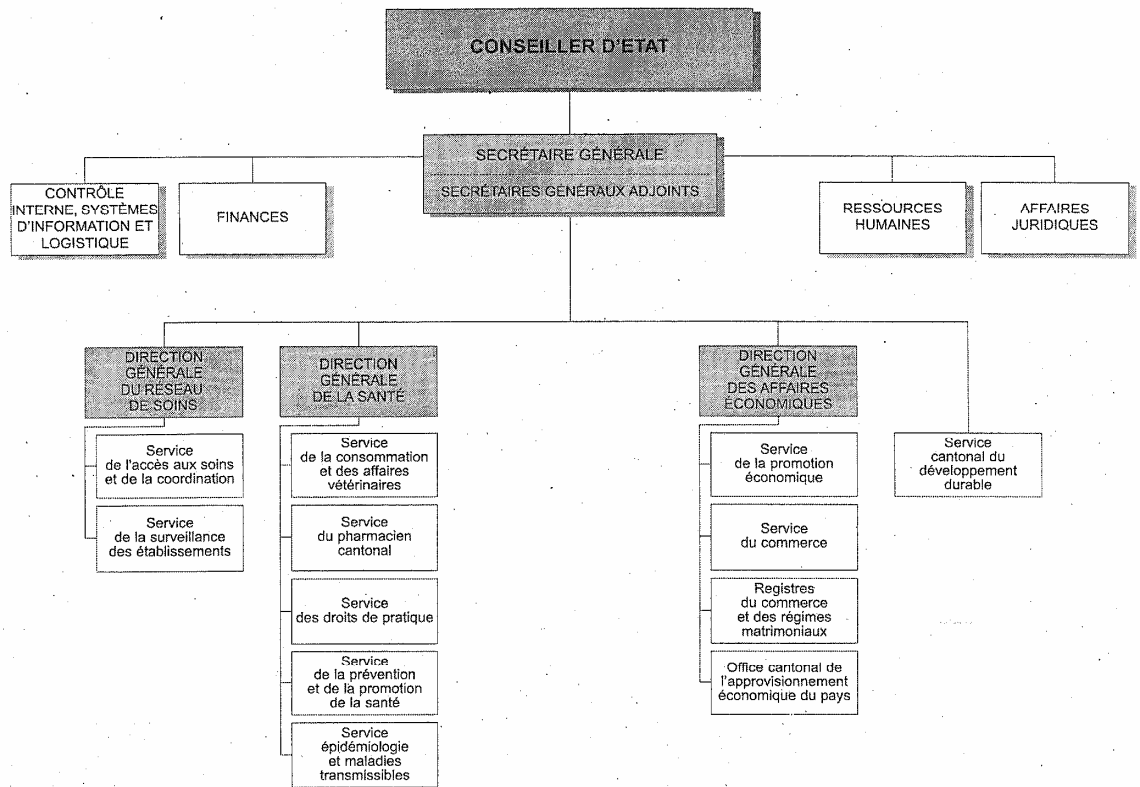 CONSEILLER D'ETAT
SECRÉTAIRE GÉNÉRALE
SECRÉTAIRES GÉNÉRAUX ADJOINTS
CONTRÔLE
INTERNE, SYSTÈMES
D'INFORMATION ET
LOGISTIQUE
FINANCES
RESSOURCES
HUMAINES
AFFAIRES
JURIDIQUES
DIRECTION
GÉNÉRALE
DU RÉSEAU
DE SOINS
Service
de l'accès aux soins
et de la coordination
Service
de la surveillance
des établissements
DIRECTION
GÉNÉRALE
DE LA SANTÉ
Service
de la consommation
et des affaires
vétérinaires
Service
du pharmacien
cantonal
Service
des droits de pratique
Service
de la prévention
et de la promotion
de la santé
Service
épidémiologie
et maladies
transmissibles
DIRECTION
GÉNÉRALE
DES AFFAIRES
ÉCONOMIQUES
Service
de la promotion
économique
Service
du commerce
Registres
du commerce
et des régimes
matrimoniaux
Office cantonal de
l'approvisionnement
économique du pays
Service
cantonal du
développement
durable